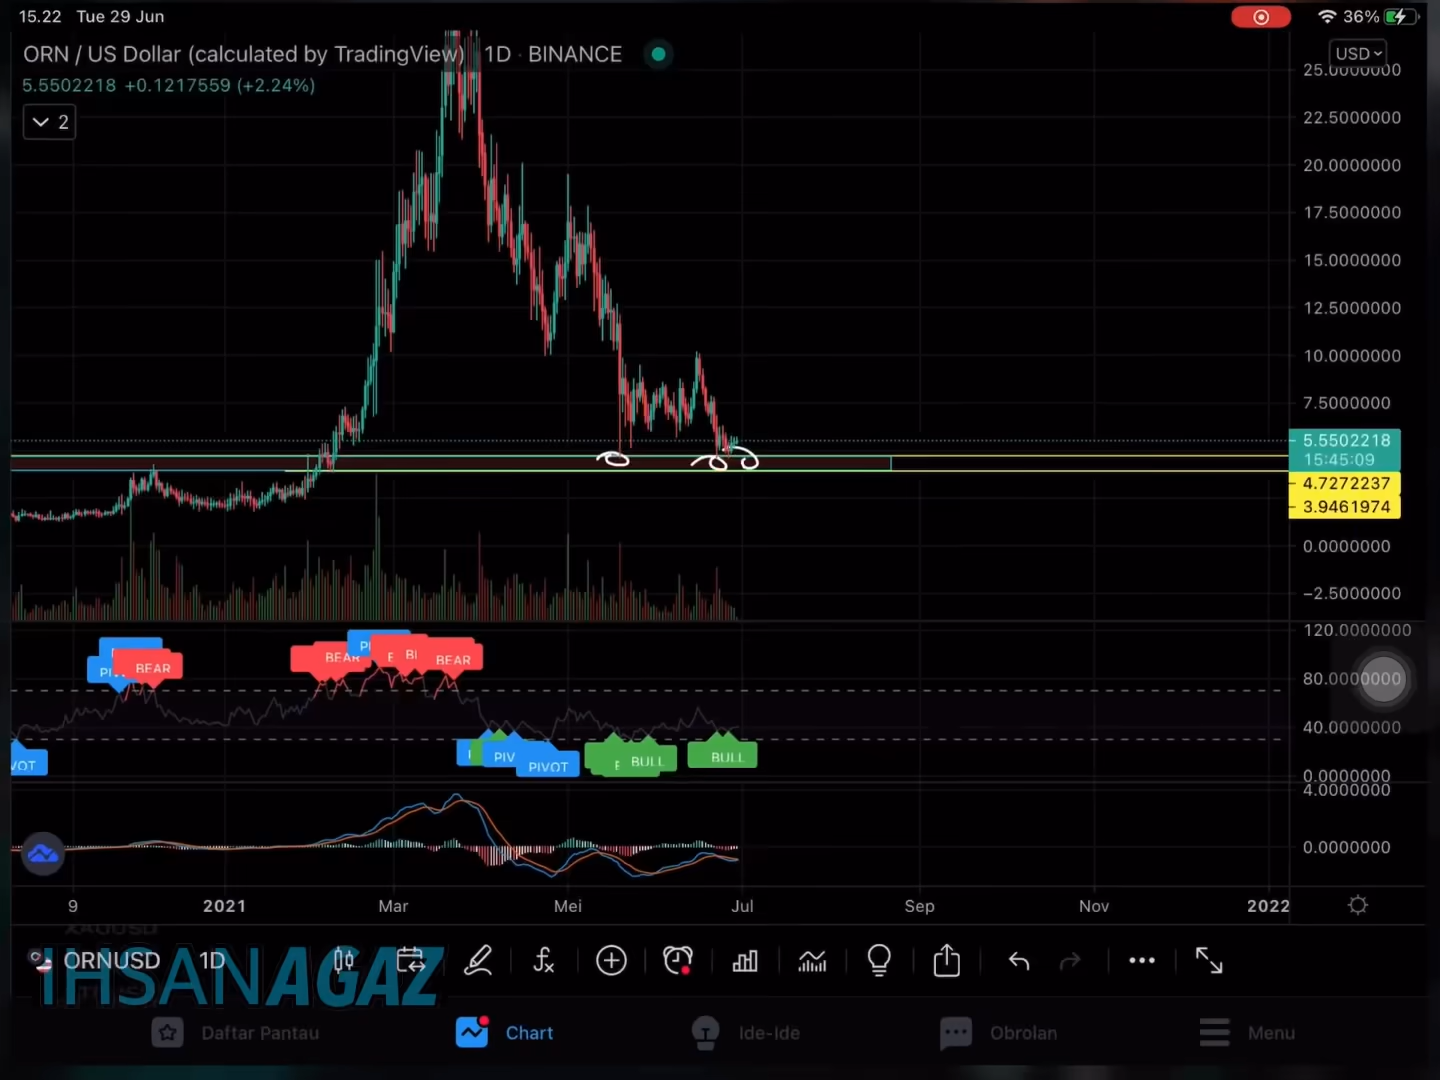 15.22 Tue 29 Jun
36%
ORN / US Dollar (calculated by TradingView) 1D · BINANCE
USD
5.5502218 +0.1217559 (+2.24%)
2
25.0000000
22.5000000
20.0000000
17.5000000
15.0000000
12.5000000
10.0000000
7.5000000
5.5502218
15:45:09
4.7272237
3.9461974
0.0000000
−2.5000000
120.0000000
80.0000000
40.0000000
0.0000000
BEAR
BEAR
BEAR
PIVOT
BULL
BULL
4.0000000
0.0000000
9 2021 Mar Mei Jul Sep Nov 2022
ORNUSD 1D
IHSANAGAZ
Daftar Pantau Chart Ide-Ide Obrolan Menu